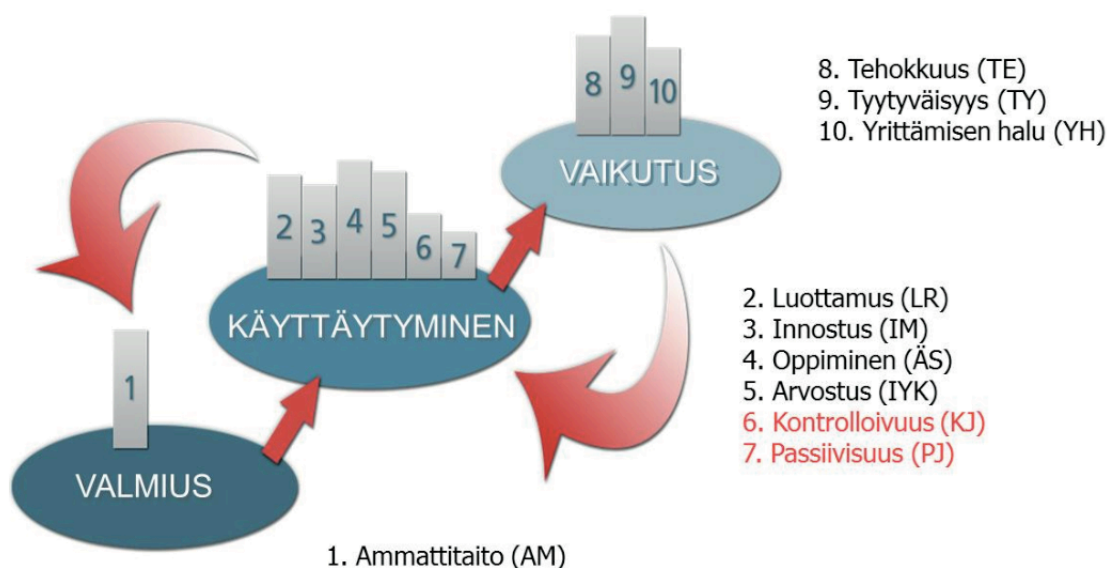 8 9 10
VAIKUTUS
8. Tehokkuus (TE)
9. Tyytyväisyys (TY)
10. Yrittämisen halu (YH)
2 3 4 5 6 7
KÄYTTÄYTYMINEN
2. Luottamus (LR)
3. Innostus (IM)
4. Oppiminen (ÄS)
5. Arvostus (IYK)
6. Kontrolloivuus (KJ)
7. Passiivisuus (PJ)
1
VALMIUS
1. Ammattitaito (AM)